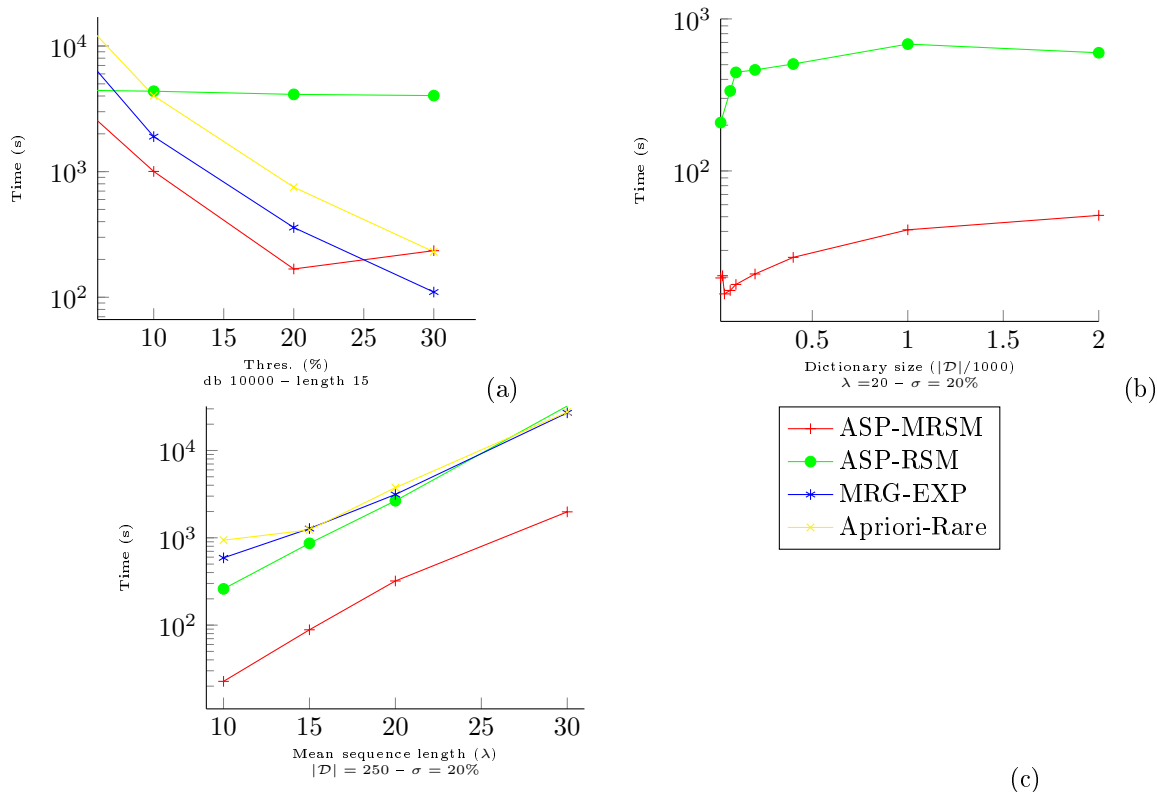 10^4
10^3
10^2
Time (s)
10 15 20 25 30
Thres. (%)
db 10000 – length 15
(a)
10^3
10^2
Time (s)
0.5 1 2
Dictionary size (|𝒟|/1000)
λ =20 – σ = 20%
(b)
10^4
10^3
10^2
Time (s)
10 15 20 25 30
Mean sequence length (λ)
|𝒟| = 250 – σ = 20%
ASP-MRSM
ASP-RSM
MRG-EXP
Apriori-Rare
(c)